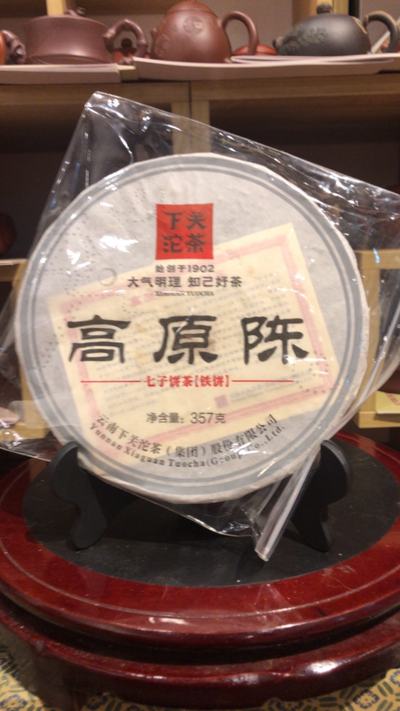 下关
沱茶
始创于1902
大气明理 知己好茶
XIAGUAN TUOCHA
高原陈
七子饼茶[铁饼]
净含量：357克
云南下关沱茶（集团）股份有限公司
Yunnan Xiaguan Tuocha(Group)Co.,Ltd.